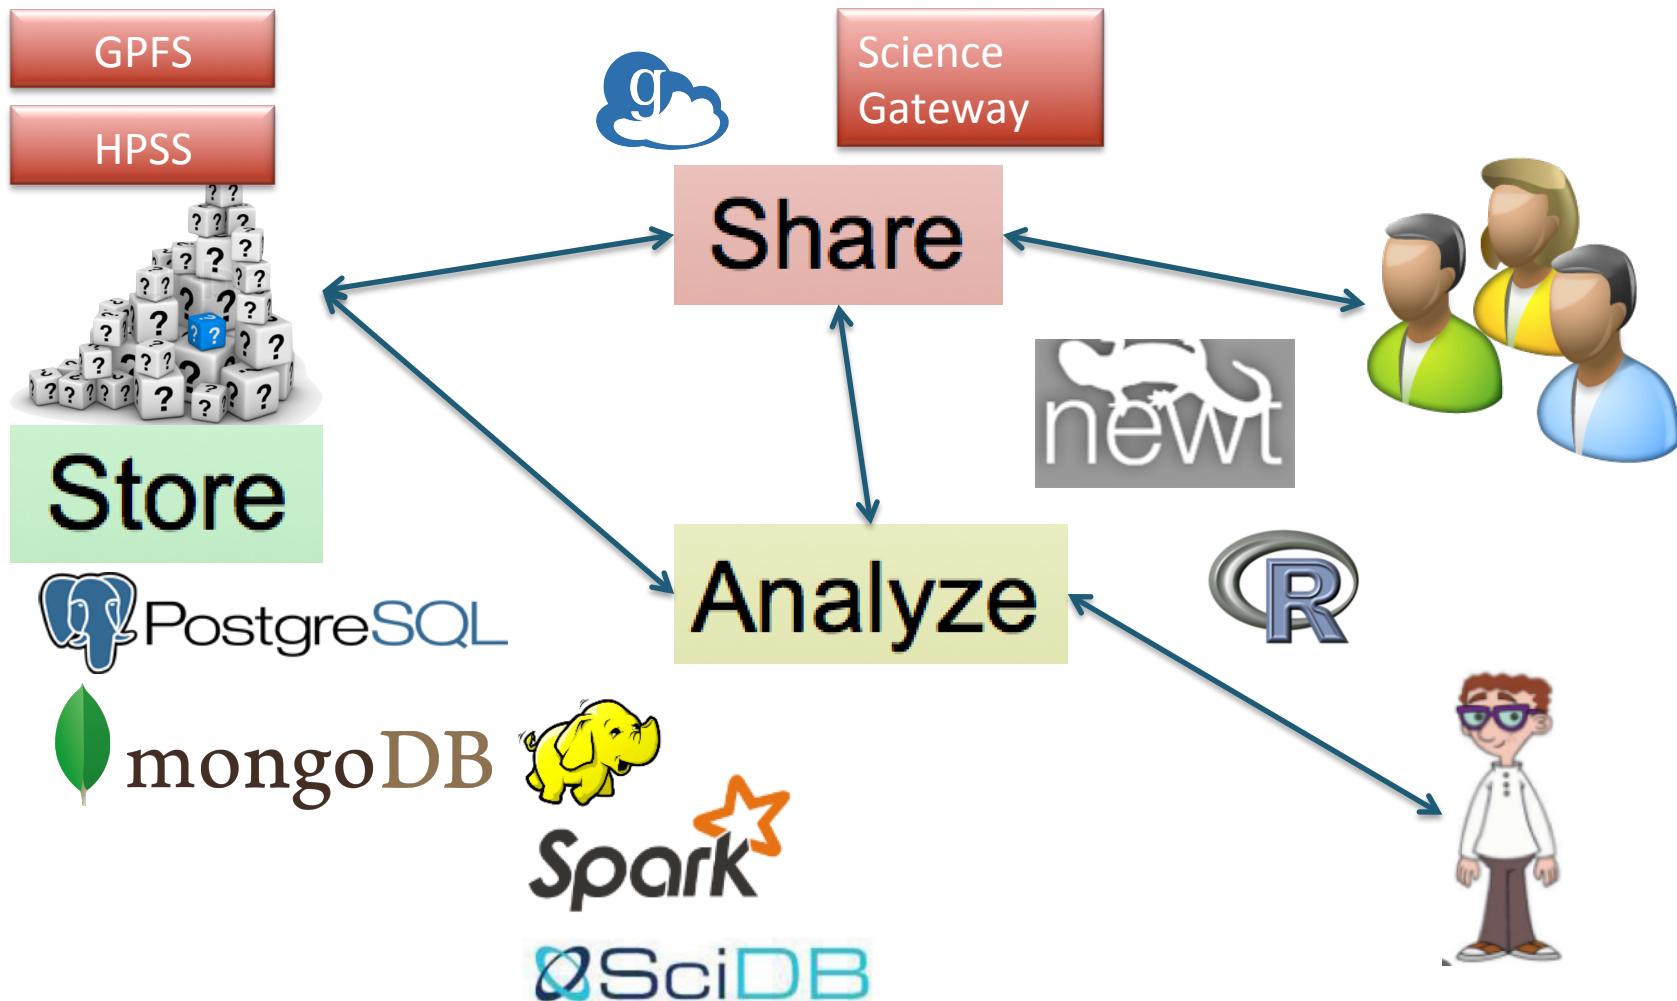 GPFS
HPSS
g
Science
Gateway
Share
newt
Store
Analyze
R
PostgreSQL
mongoDB
Spark
SciDB